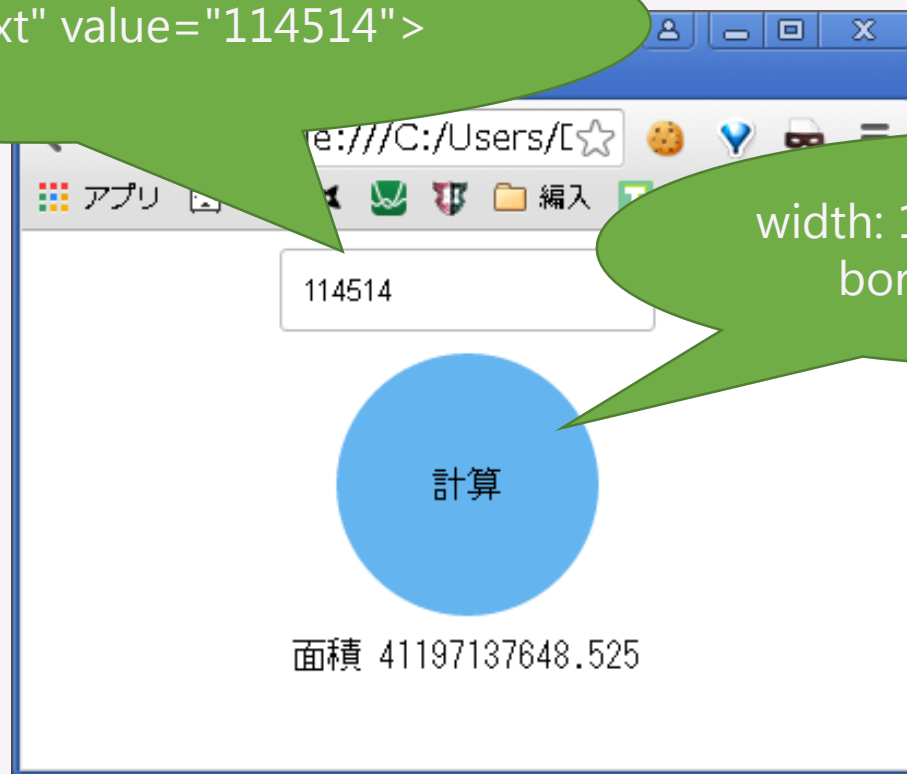 xt" value="114514">
e:///C:/Users/D
アプリ
編入
width: 1
bor
114514
計算
面積 41197137648.525